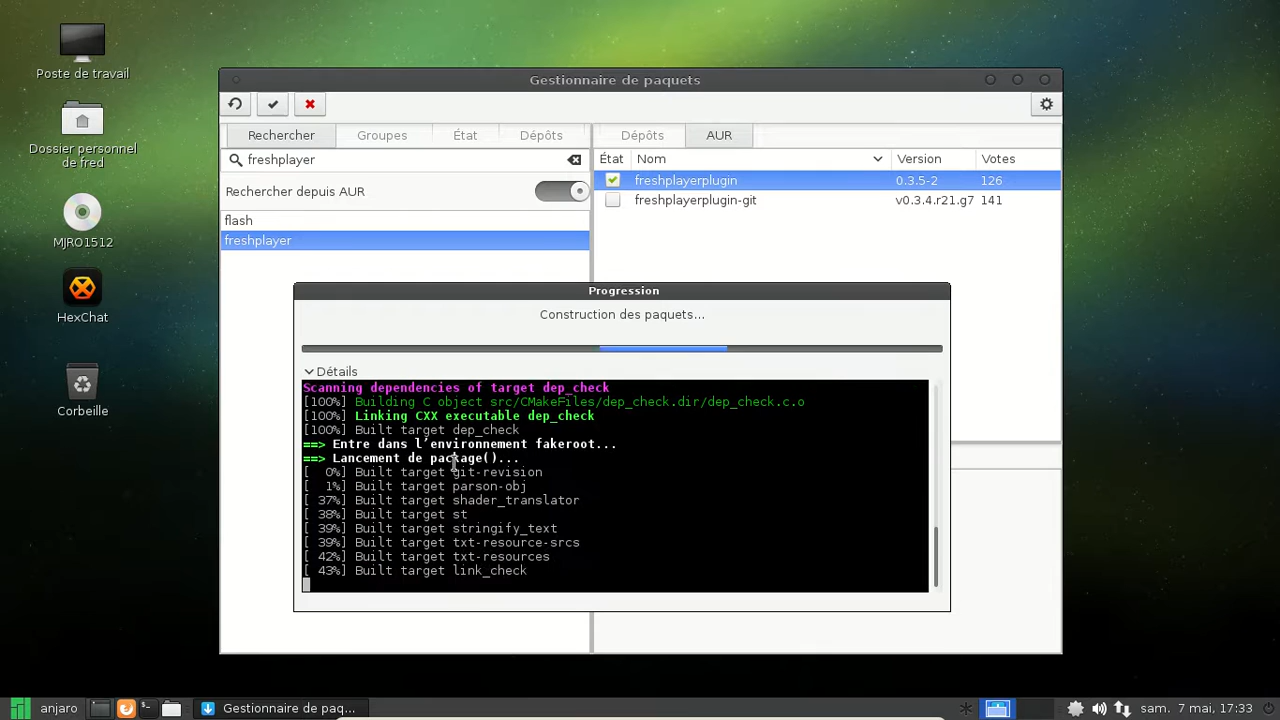 Poste de travail
Dossier personnel
de fred
MJRO1512
HexChat
Corbeille
Gestionnaire de paquets
Rechercher
Groupes
État
Dépôts
Dépôts
AUR
freshplayer
Rechercher depuis AUR
flash
freshplayer
État Nom Version Votes
freshplayerplugin 0.3.5-2 126
freshplayerplugin-git v0.3.4.r21.g7 141
Progression
Construction des paquets...
Détails
Scanning dependencies of target dep_check
[100%] Building C object src/CMakeFiles/dep_check.dir/dep_check.c.o
[100%] Linking CXX executable dep_check
[100%] Built target dep_check
==> Entre dans l’environnement fakeroot...
==> Lancement de package()...
[  0%] Built target git-revision
[  1%] Built target parson-obj
[ 37%] Built target shader_translator
[ 38%] Built target st
[ 39%] Built target stringify_text
[ 39%] Built target txt-resource-srcs
[ 42%] Built target txt-resources
[ 43%] Built target link_check
anjaro
Gestionnaire de paq...
sam. 7 mai, 17:33